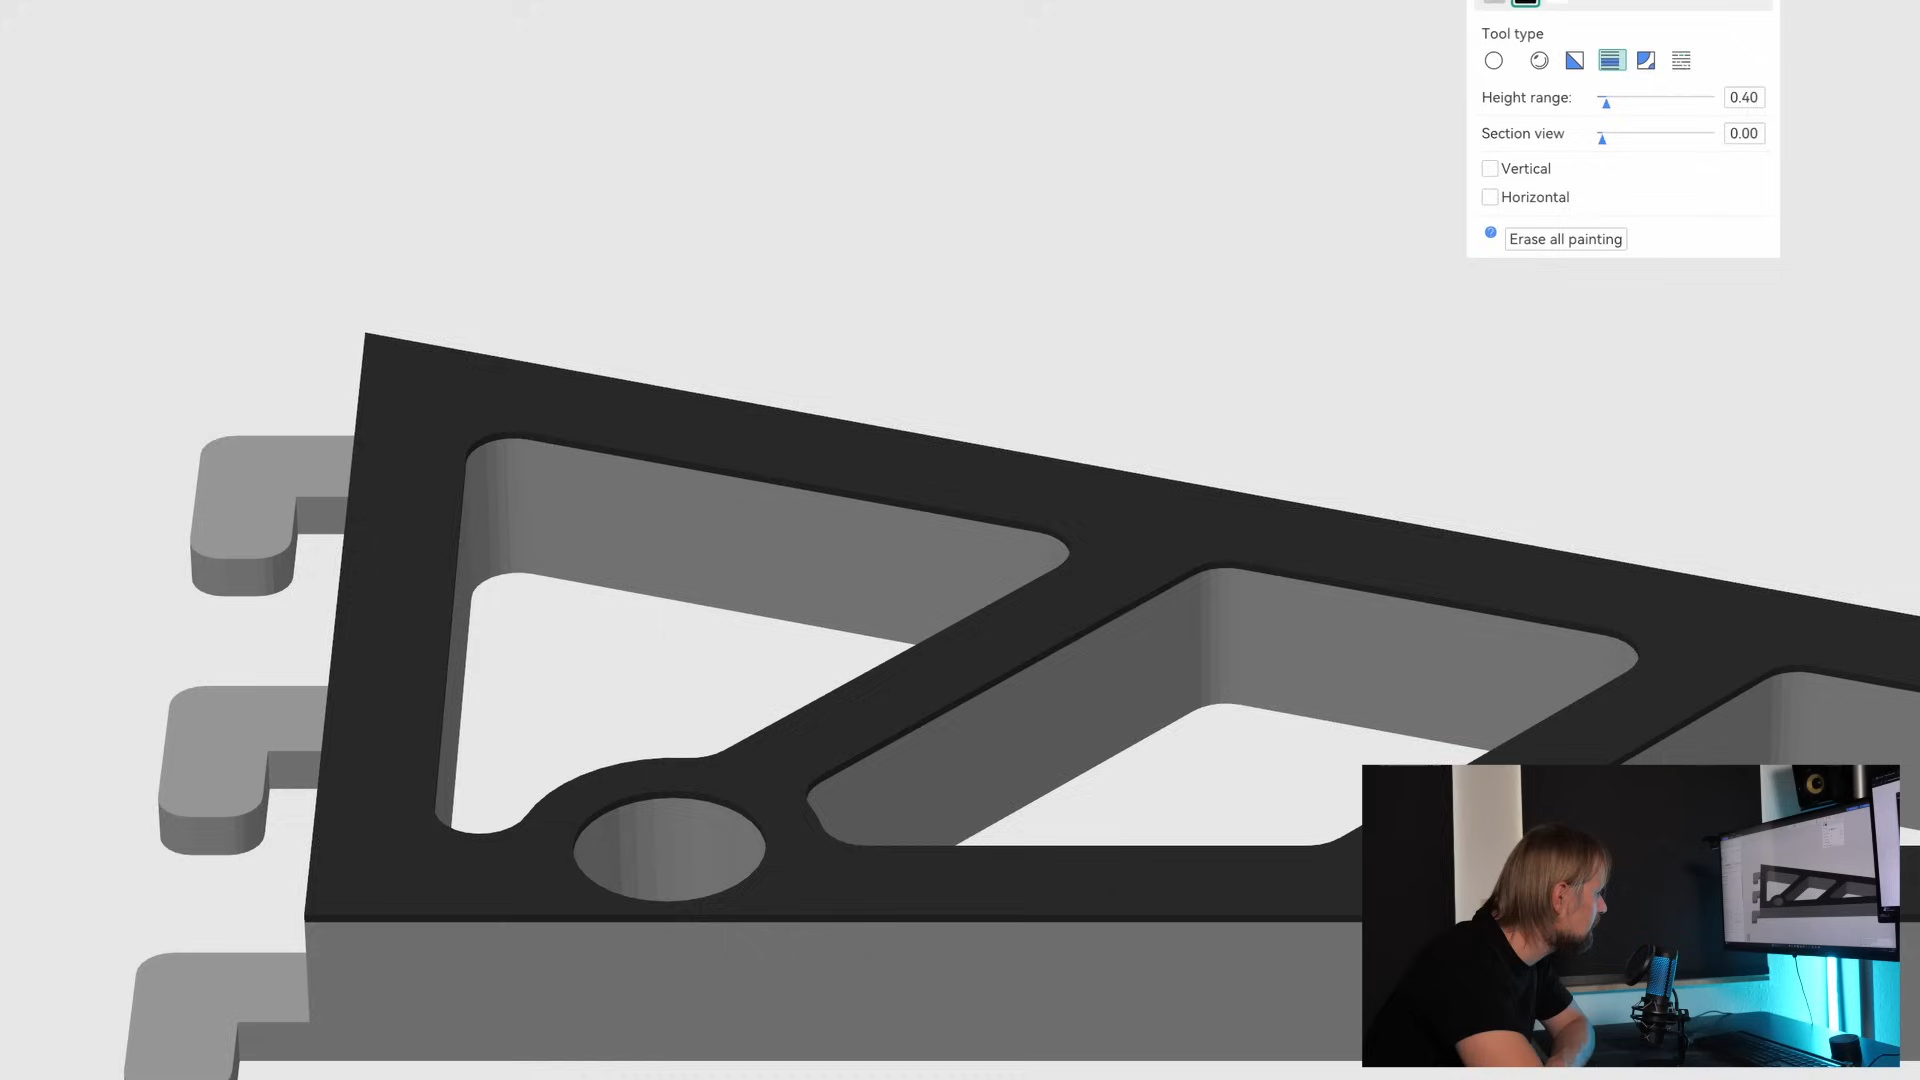 Tool type
Height range: 0.40
Section view 0.00
Vertical
Horizontal
? Erase all painting